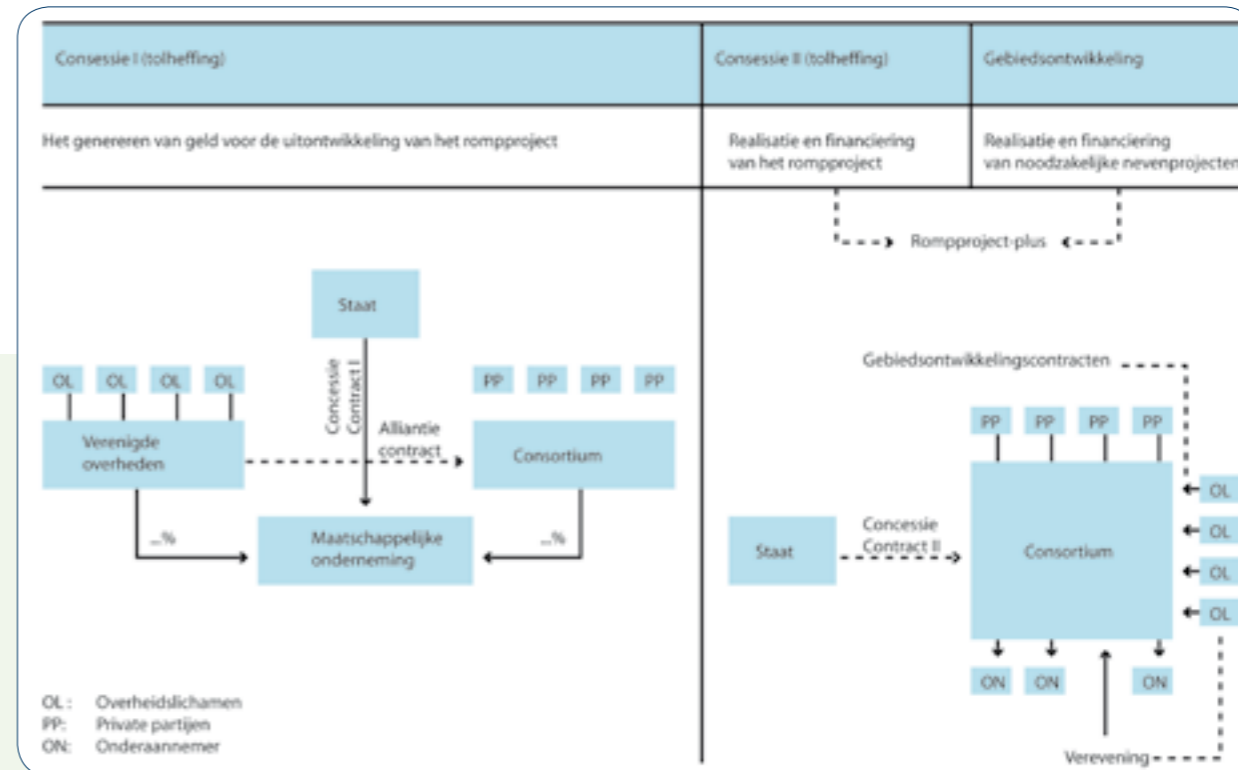 Consessie I (tolheffing)
Consessie II (tolheffing)
Gebiedsontwikkeling
Het genereren van geld voor de uitontwikkeling van het rompproject
Realisatie en financiering
van het rompproject
Realisatie en financiering
van noodzakelijke nevenprojecten
Rompproject-plus
Staat
Concessie
Contract I
OL OL OL OL
Verenigde
overheden
Alliantie
contract
PP PP PP PP
Consortium
...%
Maatschappelijke
onderneming
...%
OL: Overheidslichamen
PP: Private partijen
ON: Onderaannemer
Gebiedsontwikkelingscontracten
PP PP PP PP
Staat
Concessie
Contract II
Consortium
OL
OL
OL
OL
ON ON ON
Verevening